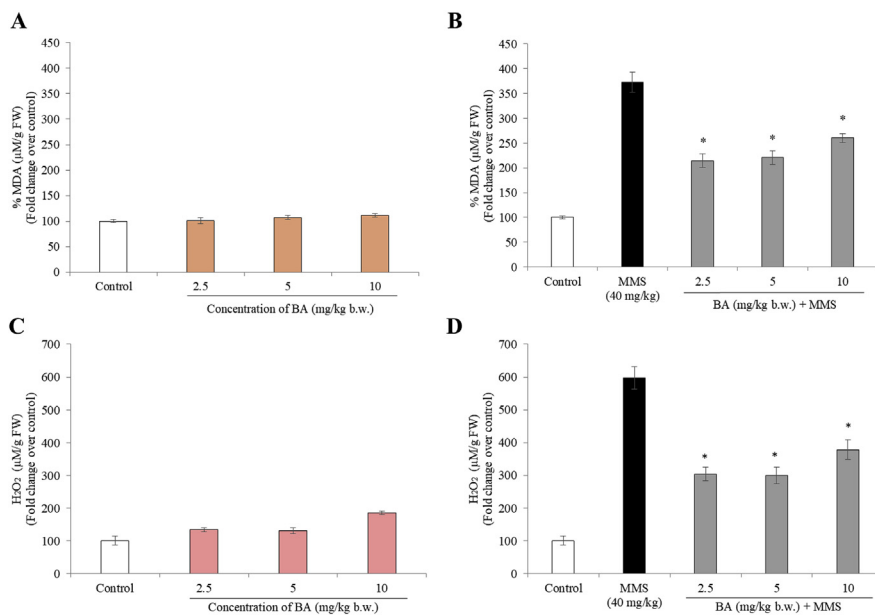 A
% MDA (µM/g FW)
(Fold change over control)
450
400
350
300
250
200
150
100
50
0
Control
2.5
5
10
Concentration of BA (mg/kg b.w.)
B
% MDA (µM/g FW)
(Fold change over control)
450
400
350
300
250
200
150
100
50
0
*
*
*
Control
MMS
(40 mg/kg)
2.5
5
10
BA (mg/kg b.w.) + MMS
C
H₂O₂ (µM/g FW)
(Fold change over control)
700
600
500
400
300
200
100
0
Control
2.5
5
10
Concentration of BA (mg/kg b.w.)
D
H₂O₂ (µM/g FW)
(Fold change over control)
700
600
500
400
300
200
100
0
*
*
*
Control
MMS
(40 mg/kg)
2.5
5
10
BA (mg/kg b.w.) + MMS